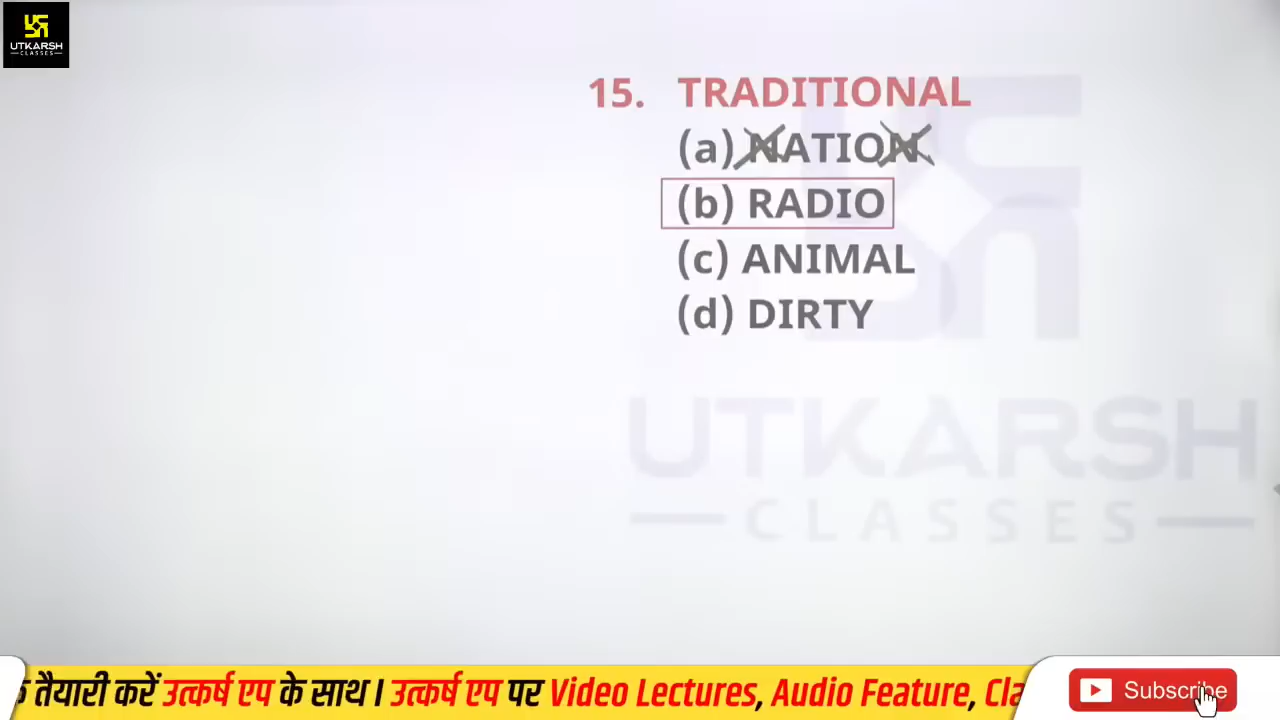 UTKARSH
CLASSES
15. TRADITIONAL
(a) NATION
(b) RADIO
(c) ANIMAL
(d) DIRTY
UTKARSH
CLASSES
तैयारी करें उत्कर्ष एप के साथ। उत्कर्ष एप पर Video Lectures, Audio Feature,
Subscribe